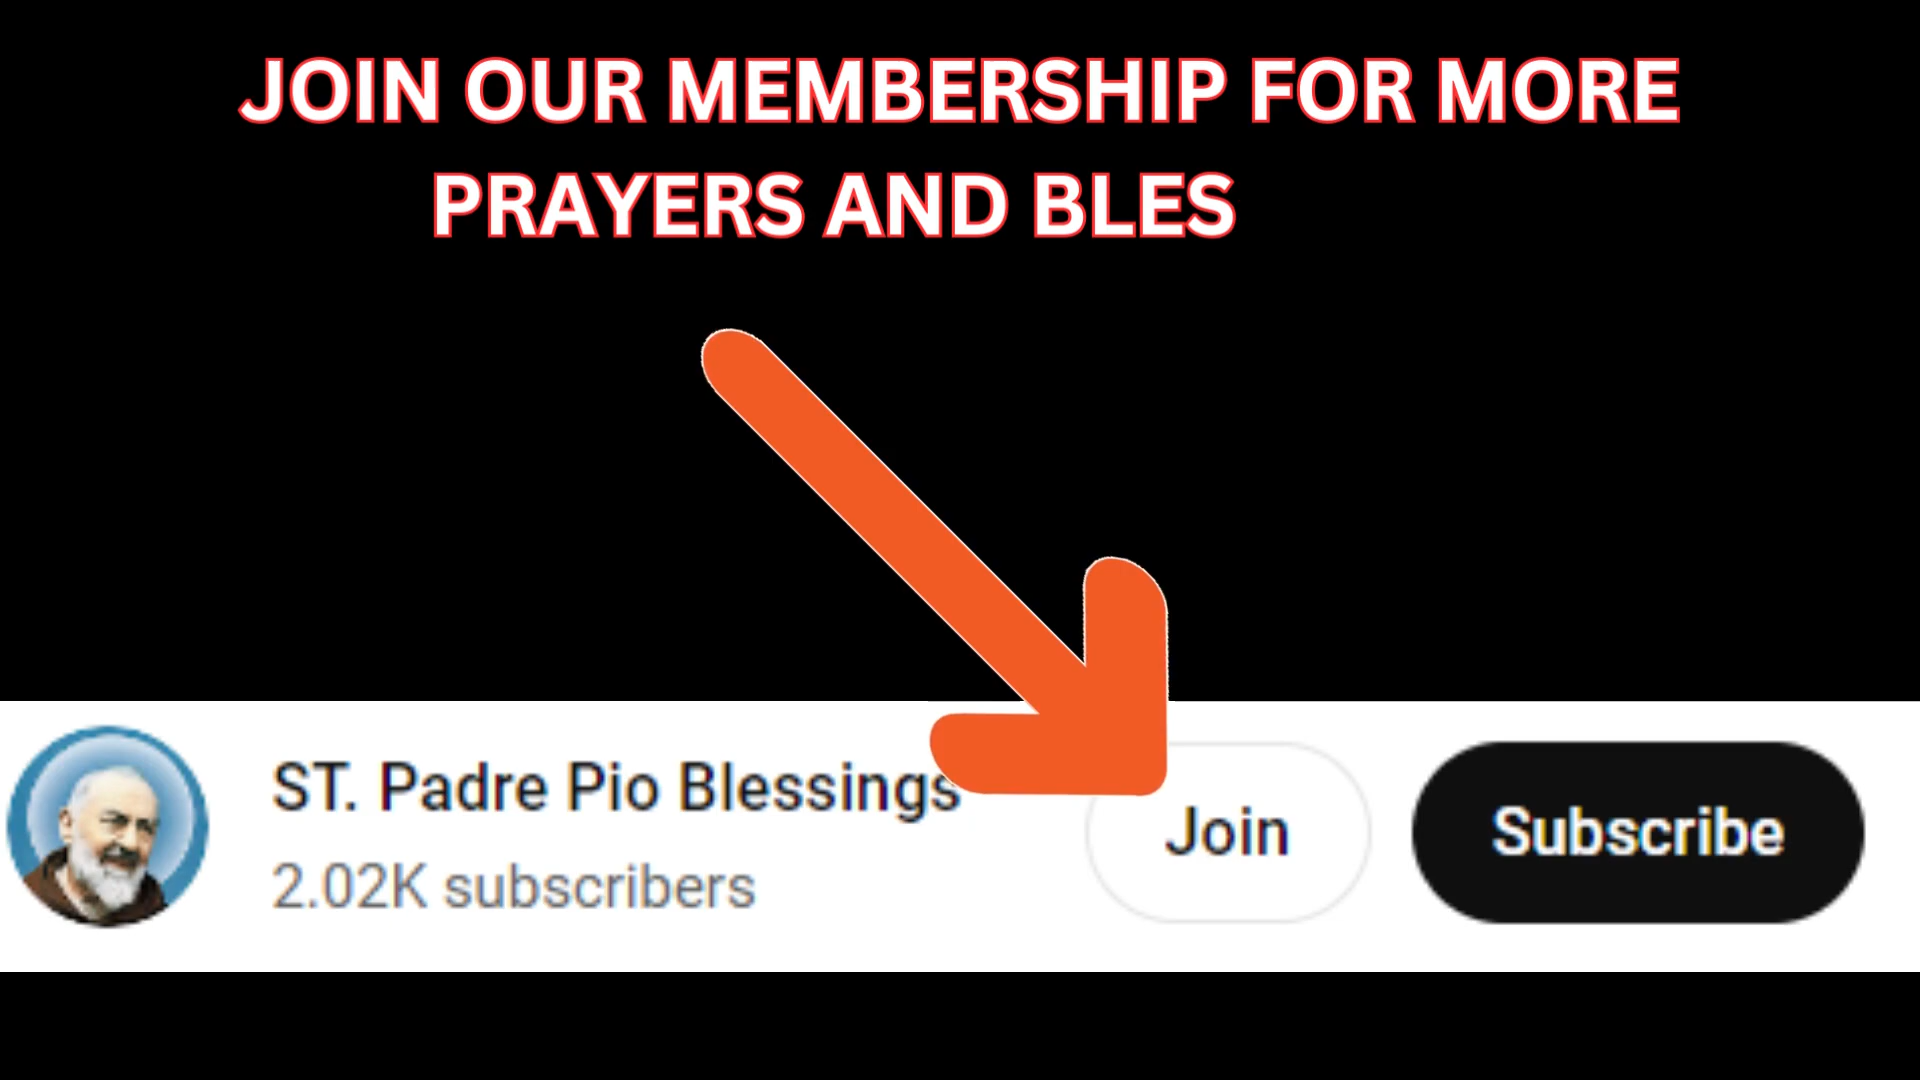 JOIN OUR MEMBERSHIP FOR MORE
PRAYERS AND BLES
ST. Padre Pio Blessings
2.02K subscribers
Join
Subscribe